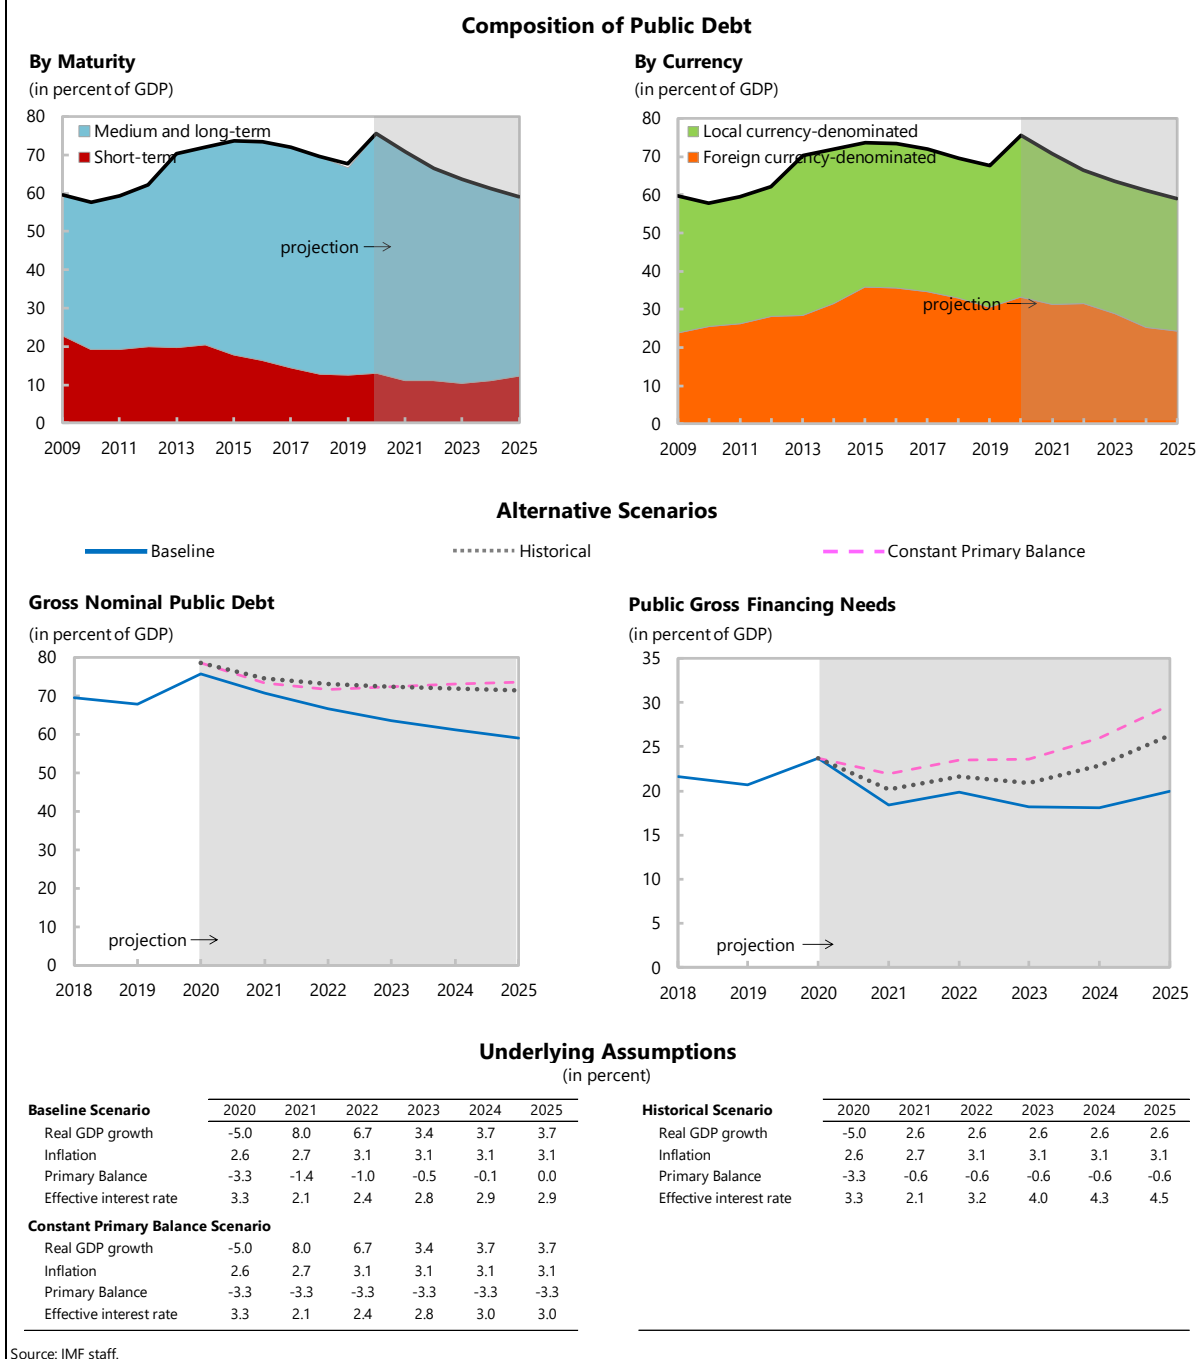 Composition of Public Debt
By Maturity
(in percent of GDP)
80
70
60
50
40
30
20
10
0
Medium and long-term
Short-term
projection
2009 2011 2013 2015 2017 2019 2021 2023 2025
By Currency
(in percent of GDP)
80
70
60
50
40
30
20
10
0
Local currency-denominated
Foreign currency-denominated
projection
2009 2011 2013 2015 2017 2019 2021 2023 2025
Alternative Scenarios
Baseline Historical Constant Primary Balance
Gross Nominal Public Debt
(in percent of GDP)
80
70
60
50
40
30
20
10
0
projection
2018 2019 2020 2021 2022 2023 2024 2025
Public Gross Financing Needs
(in percent of GDP)
35
30
25
20
15
10
5
0
projection
2018 2019 2020 2021 2022 2023 2024 2025
Underlying Assumptions
(in percent)
Baseline Scenario 2020 2021 2022 2023 2024 2025
Real GDP growth -5.0 8.0 6.7 3.4 3.7 3.7
Inflation 2.6 2.7 3.1 3.1 3.1 3.1
Primary Balance -3.3 -1.4 -1.0 -0.5 -0.1 0.0
Effective interest rate 3.3 2.1 2.4 2.8 2.9 2.9
Constant Primary Balance Scenario
Real GDP growth -5.0 8.0 6.7 3.4 3.7 3.7
Inflation 2.6 2.7 3.1 3.1 3.1 3.1
Primary Balance -3.3 -3.3 -3.3 -3.3 -3.3 -3.3
Effective interest rate 3.3 2.1 2.4 2.8 3.0 3.0
Historical Scenario 2020 2021 2022 2023 2024 2025
Real GDP growth -5.0 2.6 2.6 2.6 2.6 2.6
Inflation 2.6 2.7 3.1 3.1 3.1 3.1
Primary Balance -3.3 -0.6 -0.6 -0.6 -0.6 -0.6
Effective interest rate 3.3 2.1 3.2 4.0 4.3 4.5
Source: IMF staff.